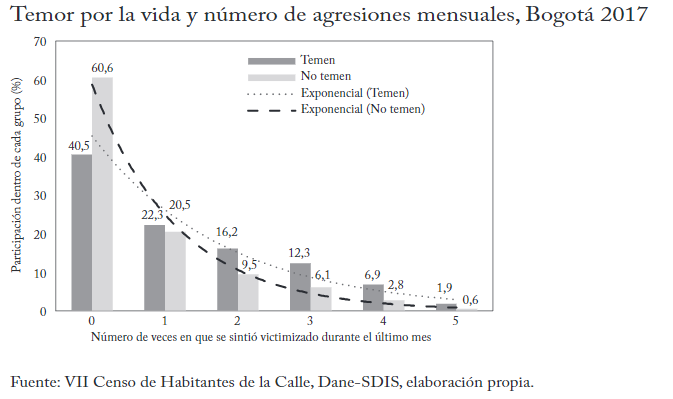 Temor por la vida y número de agresiones mensuales, Bogotá 2017
Participación dentro de cada grupo (%)
70
60
50
40
30
20
10
0
Temen
No temen
Exponencial (Temen)
Exponencial (No temen)
40,5
60,6
22,3
20,5
16,2
9,5
12,3
6,1
6,9
2,8
1,9
0,6
0 1 2 3 4 5
Número de veces en que se sintió victimizado durante el último mes
Fuente: VII Censo de Habitantes de la Calle, Dane-SDIS, elaboración propia.